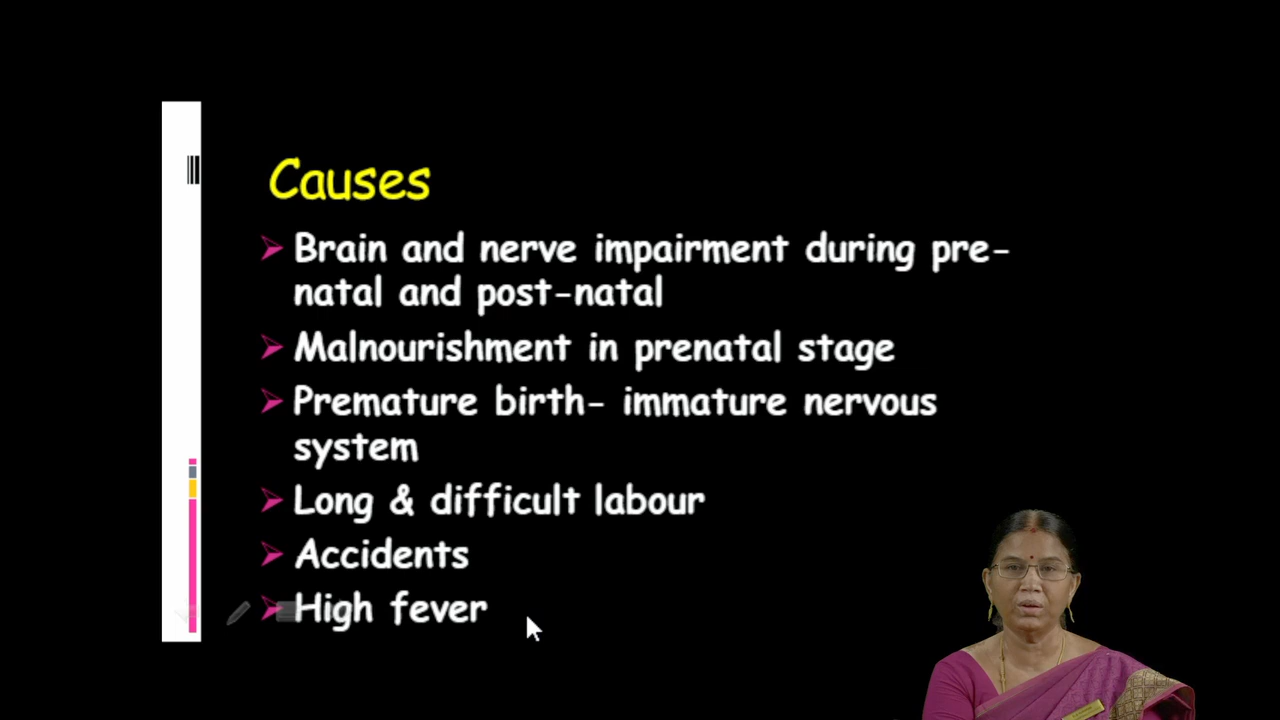 Causes
Brain and nerve impairment during pre-
natal and post-natal
Malnourishment in prenatal stage
Premature birth- immature nervous
system
Long & difficult labour
Accidents
High fever